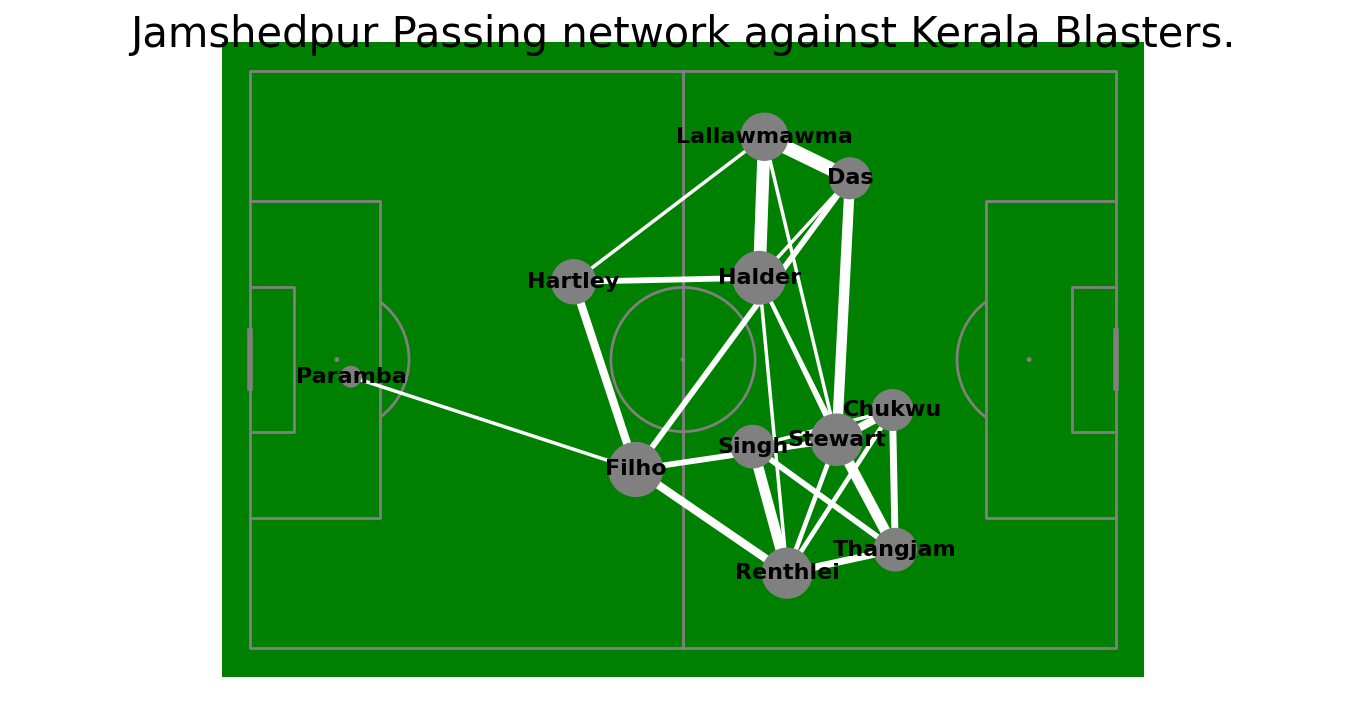 Jamshedpur Passing network against Kerala Blasters.
Lallawmawma
Das
Hartley
Halder
Paramba
Chukwu
Stewart
Singh
Filho
Thangjam
Renthlei